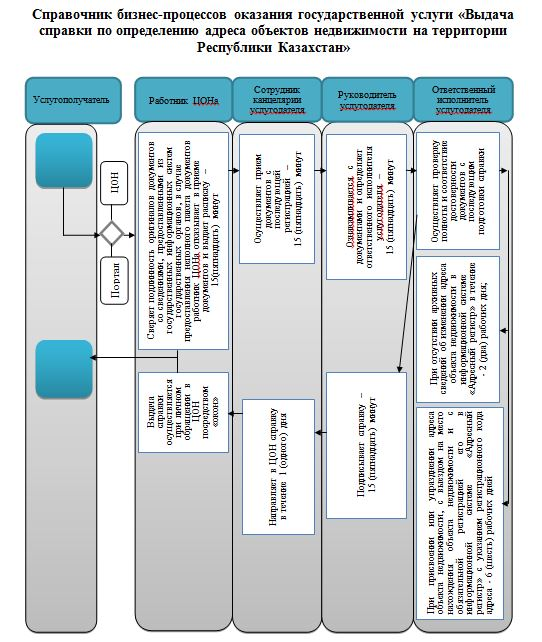 Справочник бизнес-процессов оказания государственной услуги «Выдача
справки по определению адреса объектов недвижимости на территории
Республики Казахстан»
Услугополучатель
Работник ЦОНа
Сотрудник
канцелярии
услугодателя
Руководитель
услугодателя
Ответственный
исполнитель
услугодателя
ЦОН
Портал
Сверяет подлинность оригиналов документов
со сведениями, предоставленными из
государственных информационных систем
государственных органов, в случае
предоставления неполного пакета документов
работник ЦОНа отказывает в приеме
документов и выдает расписку –
15(пятнадцать) минут
Осуществляет прием
документов с
последующей
регистрацией –
15 (пятнадцать) минут
Ознакамливается с
документами и определяет
ответственного исполнителя
услугодателя –
15 (пятнадцать) минут
Осуществляет проверку
полноты и соответствие
достоверности
документов с
последующим
подготовки справки
При отсутствии архивных
сведений об изменении адреса
объекта недвижимости в
информационной системе
«Адресный регистр» в течение
- 2 (два) рабочих дня;
Выдача
справки
осуществляется
при личном
обращении в
ЦОН
посредством
«окон»
Направляет в ЦОН справку
в течение 1 (одного) дня
Подписывает справку –
15 (пятнадцать) минут
При присвоении или упразднении адреса
объекта недвижимости, с выездом на место
нахождения объекта недвижимости и с
обязательной регистрацией его в
информационной системе «Адресный
регистр» с указанием регистрационного кода
адреса - 6 (шесть) рабочих дней